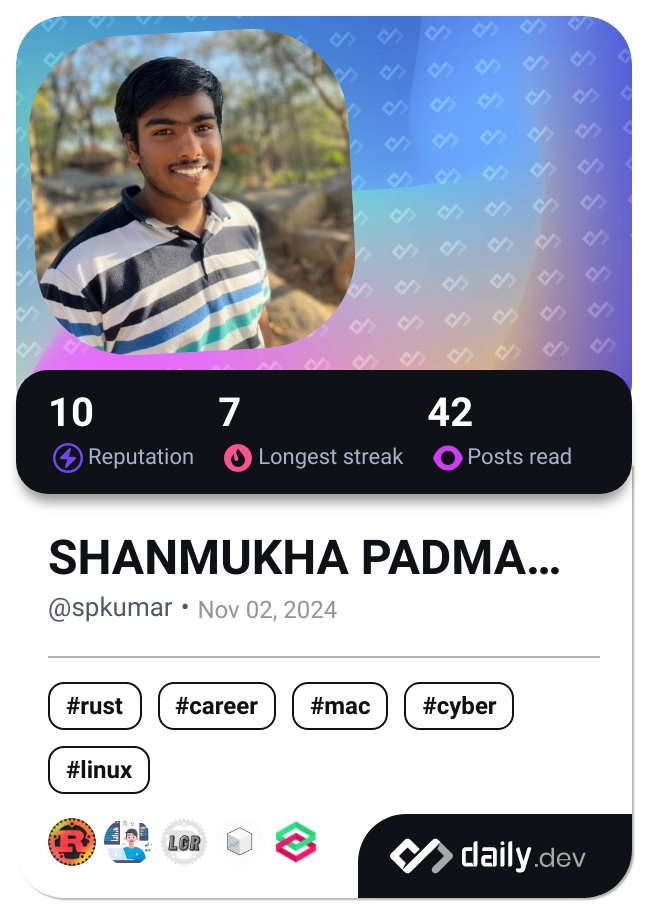 10 7 42
Reputation Longest streak Posts read
SHANMUKHA PADMA...
@spkumar • Nov 02, 2024
#rust #career #mac #cyber
#linux
R LGR
daily.dev